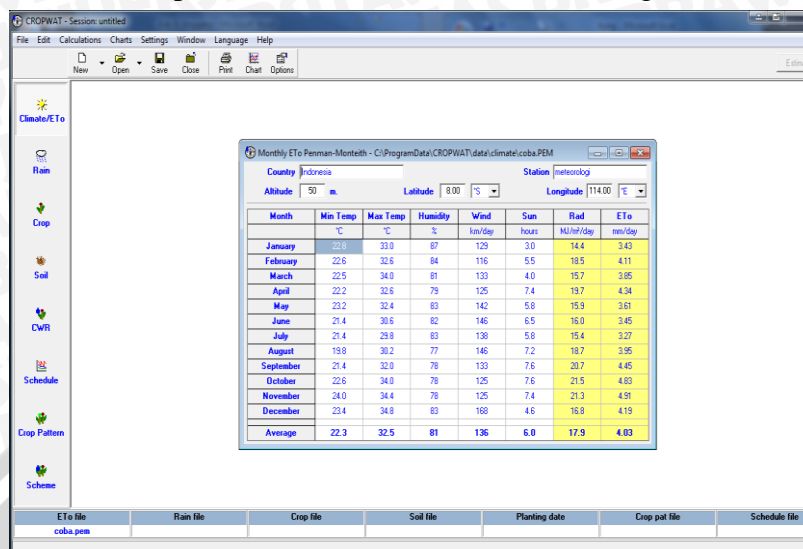 CROPWAT - Session: untitled
File Edit Calculations Charts Settings Window Language Help
New Open Save Close Print Chart Options
Climate/ETo
Rain
Crop
Soil
CWR
Schedule
Crop Pattern
Scheme
Monthly ETo Penman-Monteith - C:\ProgramData\CROPWAT\data\climate\coba.PEM
Country Indonesia Station meteorologi
Altitude 50 m. Latitude 8.00 °S Longitude 114.00 °E
Month Min Temp Max Temp Humidity Wind Sun Rad ETo
°C °C % km/day hours MJ/m²/day mm/day
January 22.8 33.0 87 129 3.0 14.4 3.43
February 22.6 32.6 84 116 5.5 18.5 4.11
March 22.5 34.0 81 133 4.0 15.7 3.85
April 22.2 32.6 79 125 7.4 19.7 4.34
May 23.2 32.4 83 142 5.8 15.9 3.61
June 21.4 30.6 82 146 6.5 16.0 3.45
July 21.4 29.8 83 138 5.8 15.4 3.27
August 19.8 30.2 77 146 7.2 18.7 3.95
September 21.4 32.0 78 133 7.6 20.7 4.45
October 22.6 34.0 78 125 7.6 21.5 4.83
November 24.0 34.4 78 125 7.4 21.3 4.91
December 23.4 34.8 83 168 4.6 16.8 4.19
Average 22.3 32.5 81 136 6.0 17.9 4.03
ETo file Rain file Crop file Soil file Planting date Crop pat file Schedule file
coba.pem